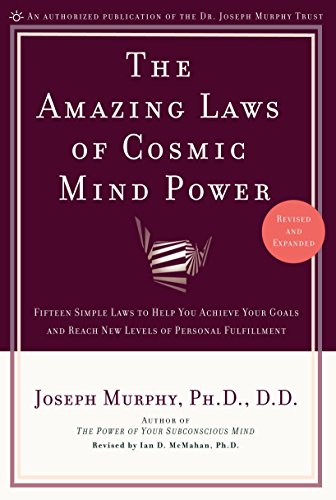 AN AUTHORIZED PUBLICATION OF THE DR. JOSEPH MURPHY TRUST
THE
AMAZING LAWS
OF COSMIC
MIND POWER
REVISED
AND
EXPANDED
FIFTEEN SIMPLE LAWS TO HELP YOU ACHIEVE YOUR GOALS
AND REACH NEW LEVELS OF PERSONAL FULFILLMENT
JOSEPH MURPHY, PH.D., D.D.
AUTHOR OF
THE POWER OF YOUR SUBCONSCIOUS MIND
Revised by Ian D. McMahan, Ph.D.